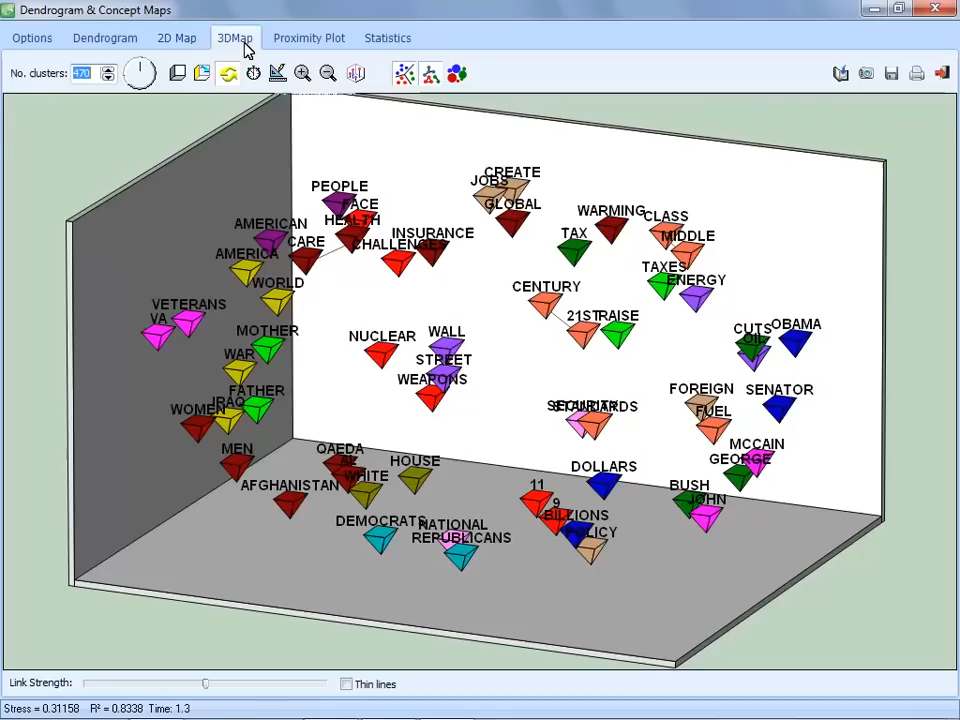 Dendrogram & Concept Maps
Options
Dendrogram
2D Map
3DMap
Proximity Plot
Statistics
No. clusters: 470
CREATE
JOBS
PEOPLE
FACE
GLOBAL
WARMING
CLASS
HEALTH
AMERICAN
CARE
CHALLENGES
INSURANCE
TAX
MIDDLE
AMERICA
WORLD
TAXES
ENERGY
CENTURY
VETERANS
VA
21ST
RAISE
MOTHER
NUCLEAR
WALL
CUTS
OBAMA
OIL
WAR
STREET
WEAPONS
FATHER
IRAQ
WOMEN
SECURITY
STANDARDS
FOREIGN
SENATOR
FUEL
MEN
QAEDA
AL
HOUSE
MCCAIN
GEORGE
WHITE
DOLLARS
AFGHANISTAN
11
BUSH
JOHN
9
BILLIONS
DEMOCRATS
NATIONAL
REPUBLICANS
POLICY
Link Strength:
Thin lines
Stress = 0.31158 R² = 0.8338 Time: 1.3